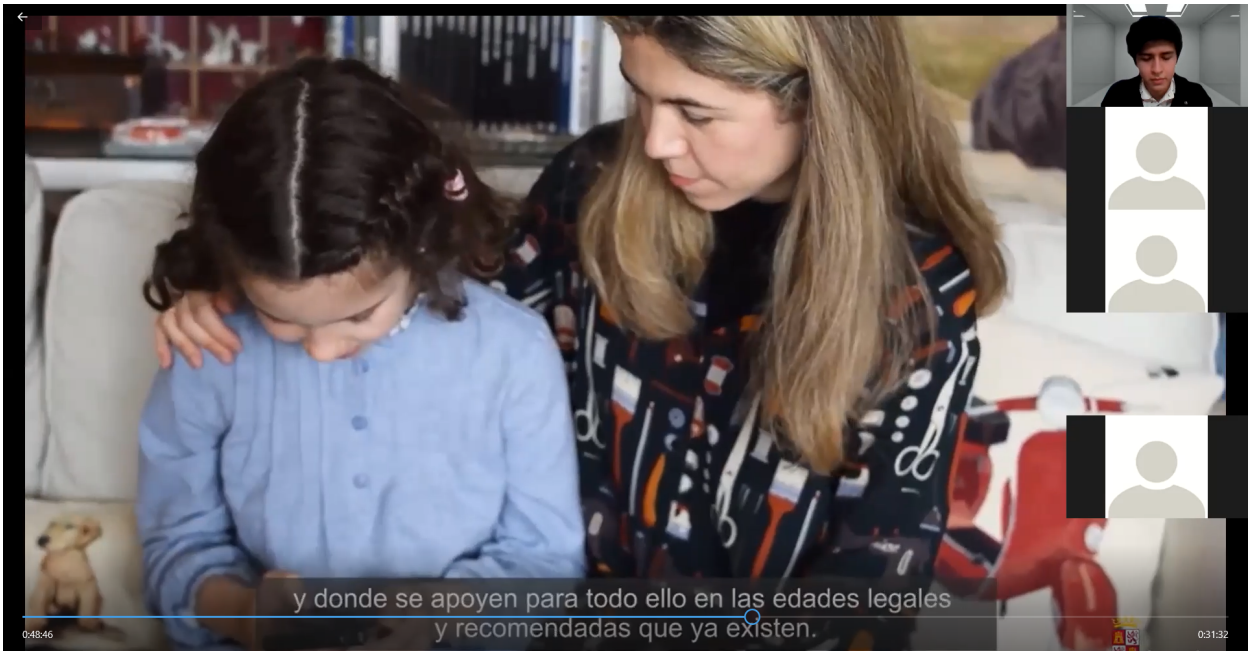 y donde se apoyen para todo ello en las edades legales
y recomendadas que ya existen.
0:48:46
0:31:32